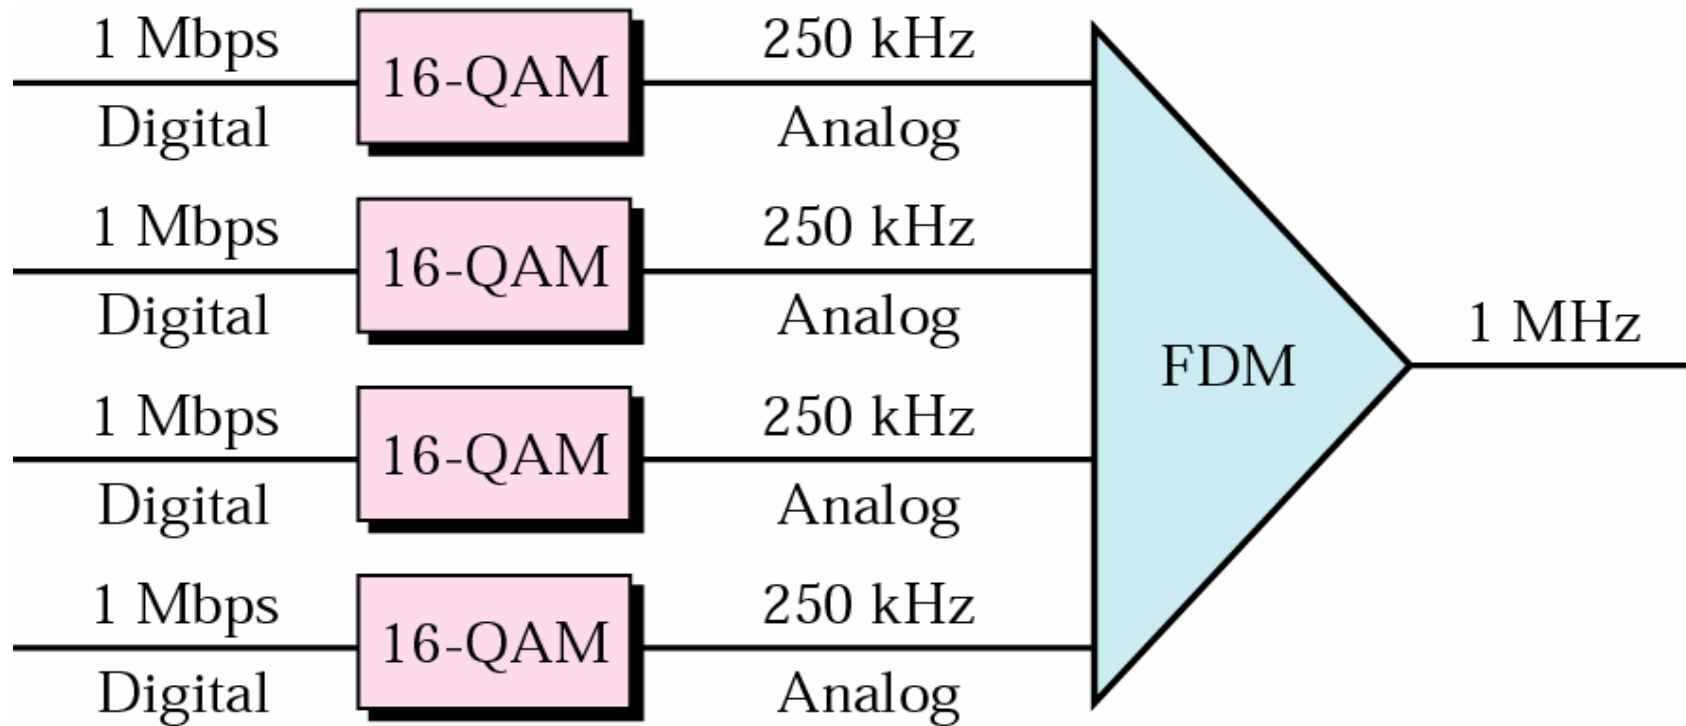 1 Mbps
Digital
16-QAM
250 kHz
Analog
1 Mbps
Digital
16-QAM
250 kHz
Analog
1 Mbps
Digital
16-QAM
250 kHz
Analog
1 Mbps
Digital
16-QAM
250 kHz
Analog
FDM
1 MHz